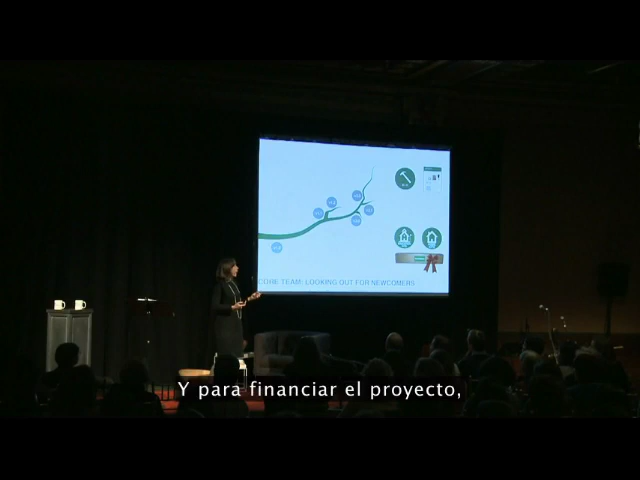 CORE TEAM: LOOKING OUT FOR NEWCOMERS
Y para financiar el proyecto,